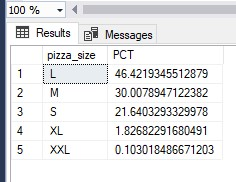 100 %
Results Messages
pizza_size PCT
1 L 46.4219345512879
2 M 30.0078947122382
3 S 21.6403293329978
4 XL 1.82682291680491
5 XXL 0.103018486671203